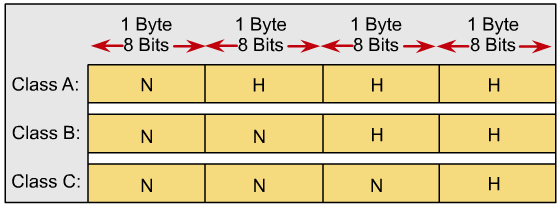 1 Byte 1 Byte 1 Byte 1 Byte
8 Bits 8 Bits 8 Bits 8 Bits
Class A: N H H H
Class B: N N H H
Class C: N N N H